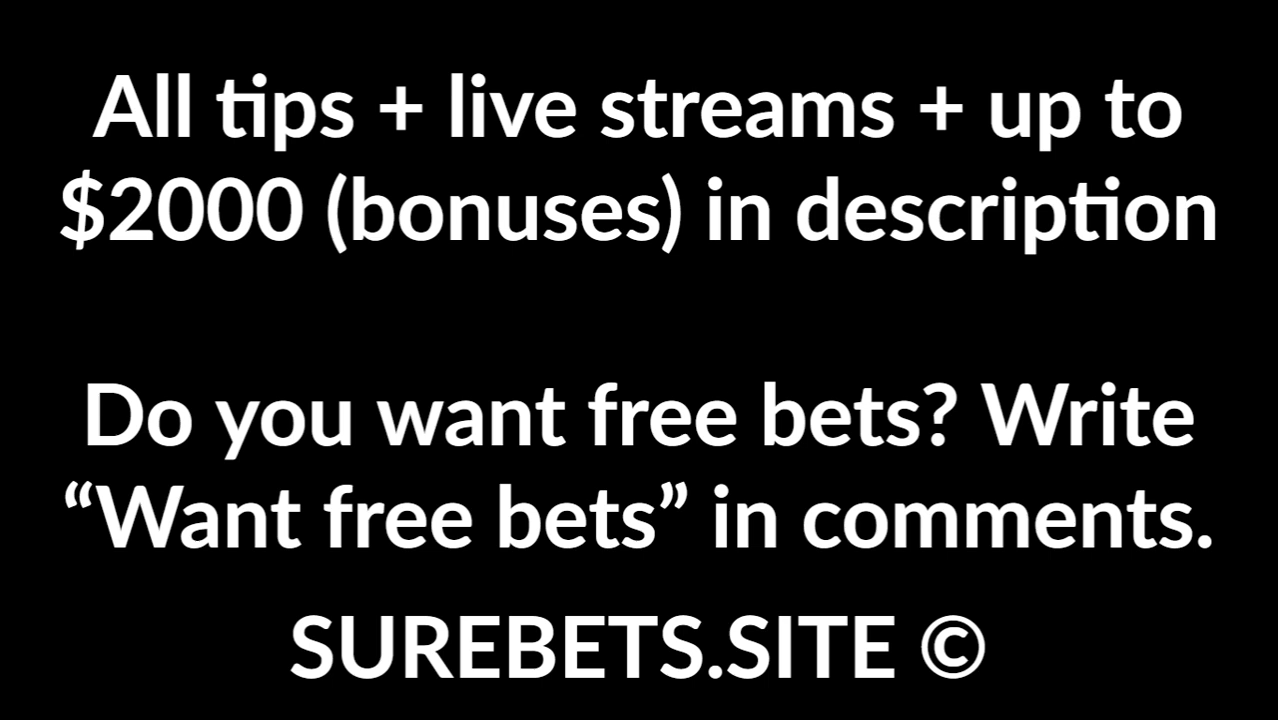 All tips + live streams + up to
$2000 (bonuses) in description
Do you want free bets? Write
“Want free bets” in comments.
SUREBETS.SITE ©